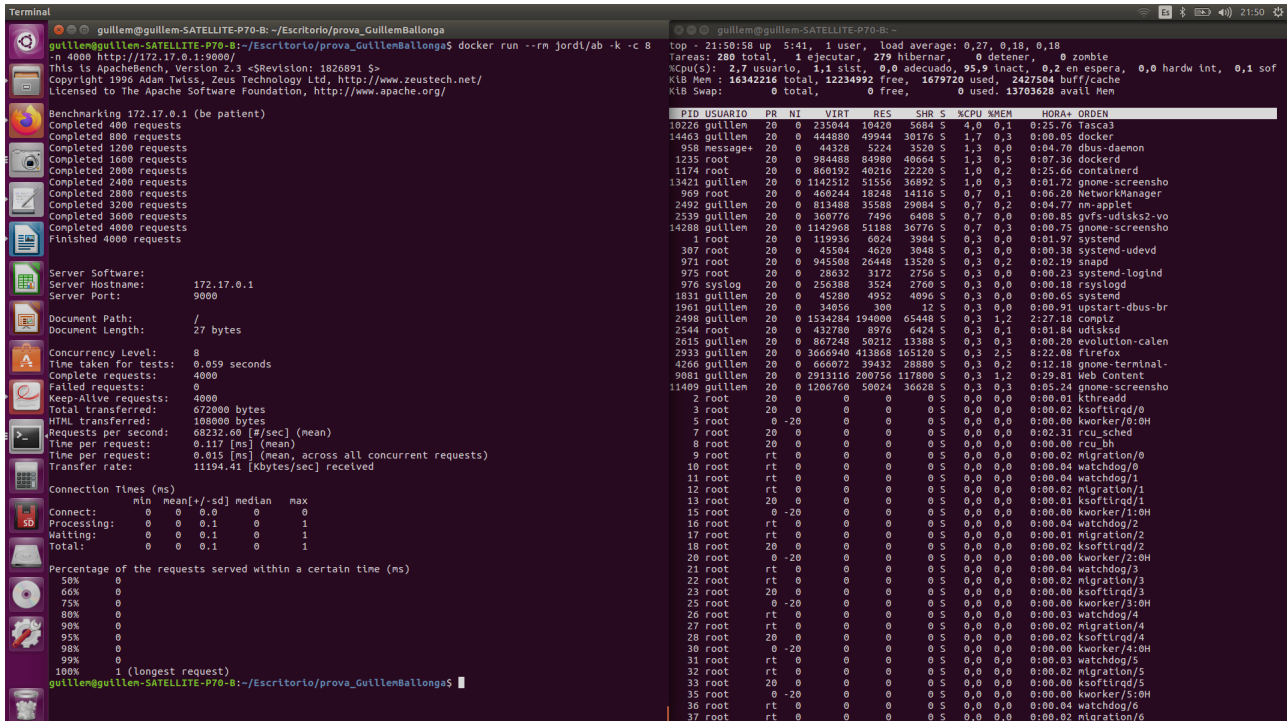 Terminal
Es 21:50
guillem@guillem-SATELLITE-P70-B: ~/Escritorio/prova_GuillemBallonga
guillem@guillem-SATELLITE-P70-B:~/Escritorio/prova_GuillemBallonga$ docker run --rm jordi/ab -k -c 8
-n 4000 http://172.17.0.1:9000/
This is ApacheBench, Version 2.3 <$Revision: 1826891 $>
Copyright 1996 Adam Twiss, Zeus Technology Ltd, http://www.zeustech.net/
Licensed to The Apache Software Foundation, http://www.apache.org/
Benchmarking 172.17.0.1 (be patient)
Completed 400 requests
Completed 800 requests
Completed 1200 requests
Completed 1600 requests
Completed 2000 requests
Completed 2400 requests
Completed 2800 requests
Completed 3200 requests
Completed 3600 requests
Completed 4000 requests
Finished 4000 requests
Server Software:
Server Hostname: 172.17.0.1
Server Port: 9000
Document Path: /
Document Length: 27 bytes
Concurrency Level: 8
Time taken for tests: 0.059 seconds
Complete requests: 4000
Failed requests: 0
Keep-Alive requests: 4000
Total transferred: 672000 bytes
HTML transferred: 108000 bytes
Requests per second: 68232.60 [#/sec] (mean)
Time per request: 0.117 [ms] (mean)
Time per request: 0.015 [ms] (mean, across all concurrent requests)
Transfer rate: 11194.41 [Kbytes/sec] received
Connection Times (ms)
min mean[+/-sd] median max
Connect: 0 0 0.0 0 0
Processing: 0 0 0.1 0 1
Waiting: 0 0 0.1 0 1
Total: 0 0 0.1 0 1
Percentage of the requests served within a certain time (ms)
50% 0
66% 0
75% 0
80% 0
90% 0
95% 0
98% 0
99% 0
100% 1 (longest request)
guillem@guillem-SATELLITE-P70-B:~/Escritorio/prova_GuillemBallonga$
guillem@guillem-SATELLITE-P70-B: ~
top - 21:50:58 up 5:41, 1 user, load average: 0,27, 0,18, 0,18
Tareas: 280 total, 1 ejecutar, 279 hibernar, 0 detener, 0 zombie
%Cpu(s): 2,7 usuario, 1,1 sist, 0,0 adecuado, 95,9 inact, 0,2 en espera, 0,0 hardw int, 0,1 sof
KiB Mem : 16342216 total, 12234992 free, 1679720 used, 2427504 buff/cache
KiB Swap: 0 total, 0 free, 0 used. 13703628 avail Mem
PID USUARIO PR NI VIRT RES SHR S %CPU %MEM HORA+ ORDEN
10226 guillem 20 0 235044 10420 5684 S 4,0 0,1 0:25.76 Tasca3
14463 guillem 20 0 444880 49944 30176 S 1,7 0,3 0:00.05 docker
958 message+ 20 0 44328 5224 3520 S 1,3 0,0 0:04.70 dbus-daemon
1235 root 20 0 984488 84980 40664 S 1,3 0,5 0:07.36 dockerd
1174 root 20 0 860192 40216 22220 S 1,0 0,2 0:25.66 containerd
13421 guillem 20 0 1142512 51556 36892 S 1,0 0,3 0:01.72 gnome-screensho
969 root 20 0 460244 18248 14116 S 0,7 0,1 0:06.20 NetworkManager
2492 guillem 20 0 813488 35588 29084 S 0,7 0,2 0:04.77 nm-applet
2539 guillem 20 0 360776 7496 6408 S 0,7 0,0 0:00.85 gvfs-udisks2-vo
14288 guillem 20 0 1142968 51188 36776 S 0,7 0,3 0:00.75 gnome-screensho
1 root 20 0 119936 6024 3984 S 0,3 0,0 0:01.97 systemd
307 root 20 0 45504 4620 3048 S 0,3 0,0 0:00.38 systemd-udevd
971 root 20 0 945508 26448 13520 S 0,3 0,2 0:02.19 snapd
975 root 20 0 28632 3172 2756 S 0,3 0,0 0:00.23 systemd-logind
976 syslog 20 0 256388 3524 2760 S 0,3 0,0 0:00.18 rsyslogd
1831 guillem 20 0 45280 4952 4096 S 0,3 0,0 0:00.65 systemd
1961 guillem 20 0 34056 300 12 S 0,3 0,0 0:00.91 upstart-dbus-br
2498 guillem 20 0 1534284 194000 65448 S 0,3 1,2 2:27.18 compiz
2544 root 20 0 432780 8976 6424 S 0,3 0,1 0:01.84 udisksd
2615 guillem 20 0 867248 50212 13388 S 0,3 0,3 0:00.20 evolution-calen
2933 guillem 20 0 3666940 413868 165120 S 0,3 2,5 8:22.08 firefox
4266 guillem 20 0 666072 39432 28880 S 0,3 0,2 0:12.18 gnome-terminal-
9081 guillem 20 0 2913116 200756 117800 S 0,3 1,2 0:29.81 Web Content
11409 guillem 20 0 1206760 50024 36628 S 0,3 0,3 0:05.24 gnome-screensho
2 root 20 0 0 0 0 S 0,0 0,0 0:00.01 kthreadd
3 root 20 0 0 0 0 S 0,0 0,0 0:00.02 ksoftirqd/0
5 root 0 -20 0 0 0 S 0,0 0,0 0:00.00 kworker/0:0H
7 root 20 0 0 0 0 S 0,0 0,0 0:02.31 rcu_sched
8 root 20 0 0 0 0 S 0,0 0,0 0:00.00 rcu_bh
9 root rt 0 0 0 0 S 0,0 0,0 0:00.02 migration/0
10 root rt 0 0 0 0 S 0,0 0,0 0:00.04 watchdog/0
11 root rt 0 0 0 0 S 0,0 0,0 0:00.04 watchdog/1
12 root rt 0 0 0 0 S 0,0 0,0 0:00.02 migration/1
13 root 20 0 0 0 0 S 0,0 0,0 0:00.01 ksoftirqd/1
15 root 0 -20 0 0 0 S 0,0 0,0 0:00.00 kworker/1:0H
16 root rt 0 0 0 0 S 0,0 0,0 0:00.04 watchdog/2
17 root rt 0 0 0 0 S 0,0 0,0 0:00.01 migration/2
18 root 20 0 0 0 0 S 0,0 0,0 0:00.02 ksoftirqd/2
20 root 0 -20 0 0 0 S 0,0 0,0 0:00.00 kworker/2:0H
21 root rt 0 0 0 0 S 0,0 0,0 0:00.04 watchdog/3
22 root rt 0 0 0 0 S 0,0 0,0 0:00.02 migration/3
23 root 20 0 0 0 0 S 0,0 0,0 0:00.00 ksoftirqd/3
25 root 0 -20 0 0 0 S 0,0 0,0 0:00.00 kworker/3:0H
26 root rt 0 0 0 0 S 0,0 0,0 0:00.03 watchdog/4
27 root rt 0 0 0 0 S 0,0 0,0 0:00.02 migration/4
28 root 20 0 0 0 0 S 0,0 0,0 0:00.02 ksoftirqd/4
30 root 0 -20 0 0 0 S 0,0 0,0 0:00.00 kworker/4:0H
31 root rt 0 0 0 0 S 0,0 0,0 0:00.03 watchdog/5
32 root rt 0 0 0 0 S 0,0 0,0 0:00.02 migration/5
33 root 20 0 0 0 0 S 0,0 0,0 0:00.00 ksoftirqd/5
35 root 0 -20 0 0 0 S 0,0 0,0 0:00.00 kworker/5:0H
36 root rt 0 0 0 0 S 0,0 0,0 0:00.04 watchdog/6
37 root rt 0 0 0 0 S 0,0 0,0 0:00.02 migration/6